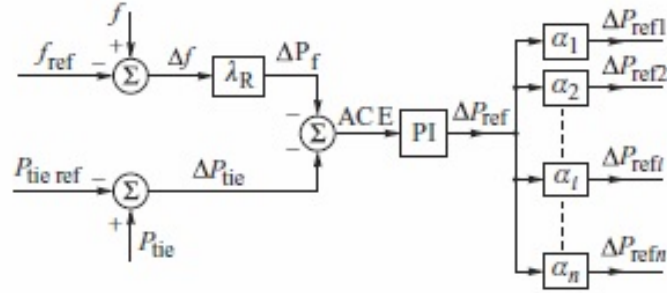 f
f_ref
+
−
Σ
Δf
λ_R
ΔP_f
−
−
Σ
ACE
PI
ΔP_ref
P_tie ref
−
Σ
+
ΔP_tie
P_tie
α_1
ΔP_ref1
α_2
ΔP_ref2
α_i
ΔP_refi
α_n
ΔP_refn